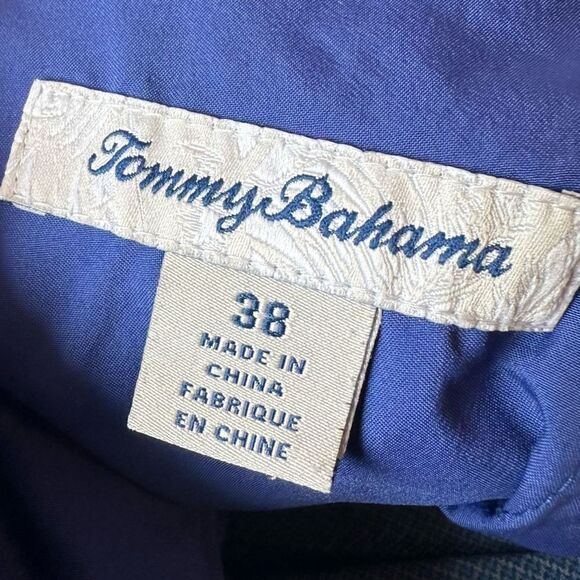 Tommy Bahama
38
MADE IN
CHINA
FABRIQUE
EN CHINE